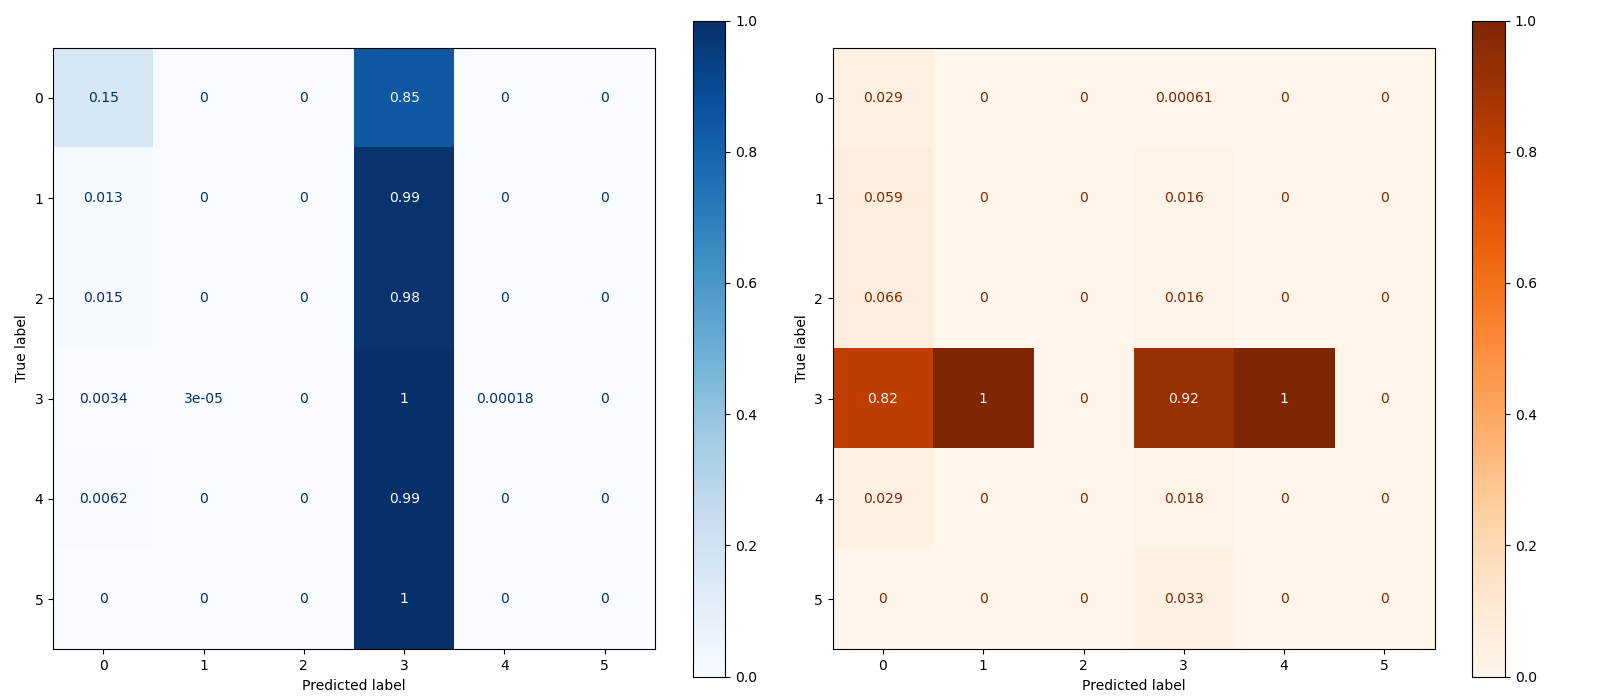 0 0.15 0 0 0.85 0 0
1 0.013 0 0 0.99 0 0
2 0.015 0 0 0.98 0 0
3 0.0034 3e-05 0 1 0.00018 0
4 0.0062 0 0 0.99 0 0
5 0 0 0 1 0 0
0 1 2 3 4 5
Predicted label
True label
1.0
0.8
0.6
0.4
0.2
0.0
0 0.029 0 0 0.00061 0 0
1 0.059 0 0 0.016 0 0
2 0.066 0 0 0.016 0 0
3 0.82 1 0 0.92 1 0
4 0.029 0 0 0.018 0 0
5 0 0 0 0.033 0 0
0 1 2 3 4 5
Predicted label
True label
1.0
0.8
0.6
0.4
0.2
0.0